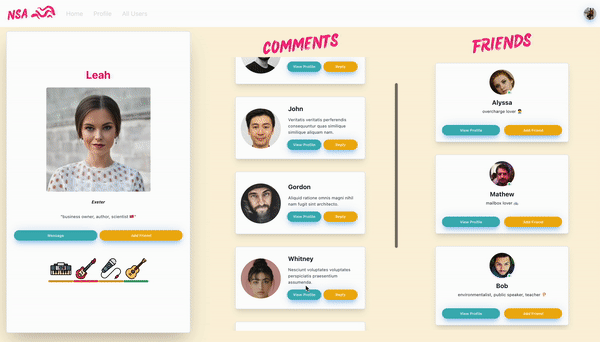 NSA
Home Profile All Users
Leah
Exeter
"business owner, author, scientist 🇬🇧"
Message Add Friend
COMMENTS
View Profile Reply
John
Veritatis veritatis perferendis
consequuntur quas similique
similique aliquam nam.
View Profile Reply
Gordon
Aliquid ratione omnis magni nihil
nam fugit sint architecto.
View Profile Reply
Whitney
Nesciunt voluptates voluptates
perspiciatis praesentium
assumenda.
View Profile Reply
FRIENDS
Alyssa
overcharge lover
View Profile Add Friend
Mathew
mailbox lover
View Profile Add Friend
Bob
environmentalist, public speaker, teacher
View Profile Add Friend